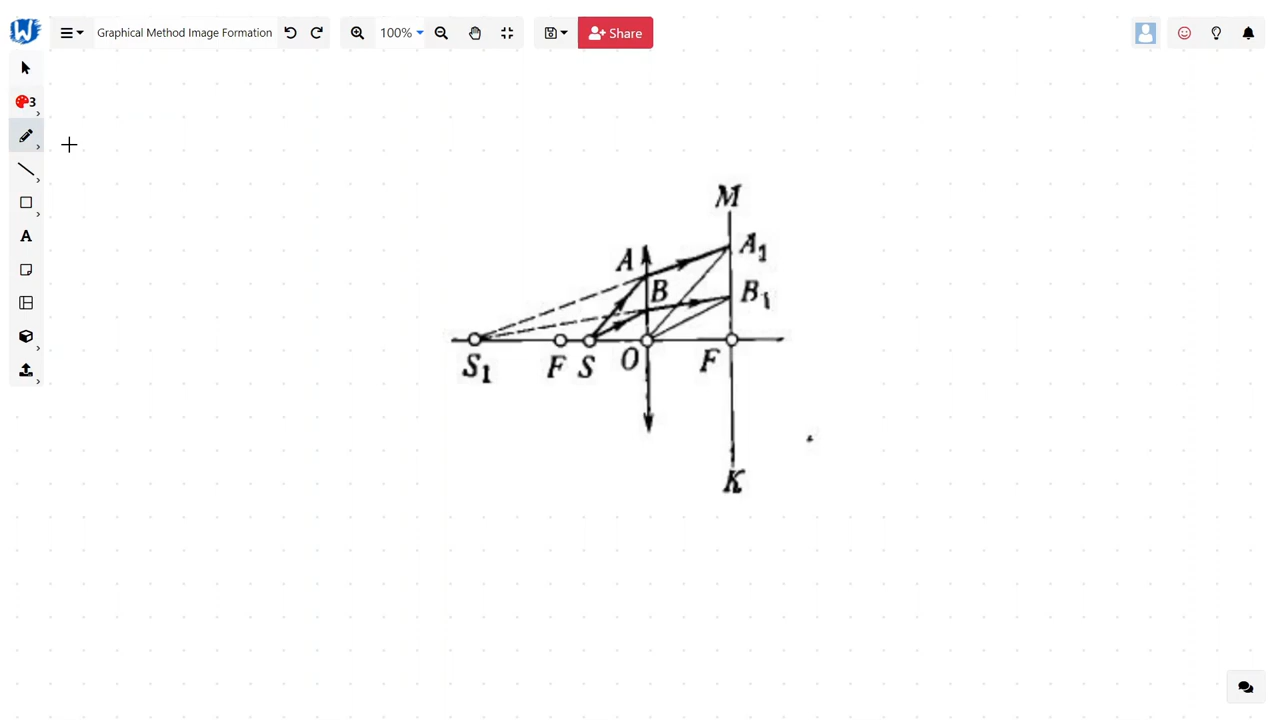 Graphical Method Image Formation
100%
Share
3
A
M
A
A₁
B
B₁
S₁
F
S
O
F
K